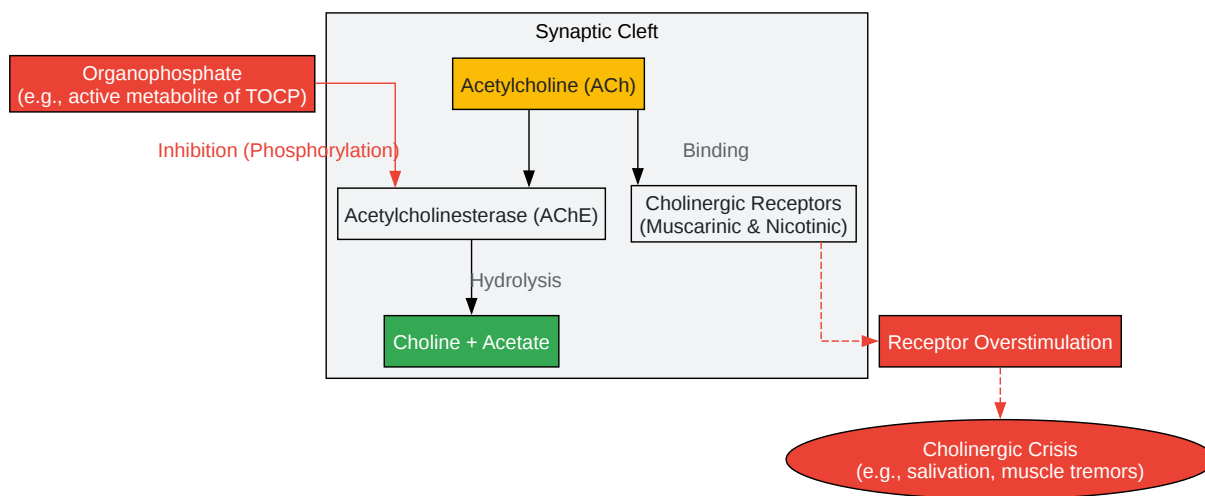 Synaptic Cleft
Organophosphate
(e.g., active metabolite of TOCP)
Acetylcholine (ACh)
Inhibition (Phosphorylation)
Binding
Acetylcholinesterase (AChE)
Cholinergic Receptors
(Muscarinic & Nicotinic)
Hydrolysis
Choline + Acetate
Receptor Overstimulation
Cholinergic Crisis
(e.g., salivation, muscle tremors)